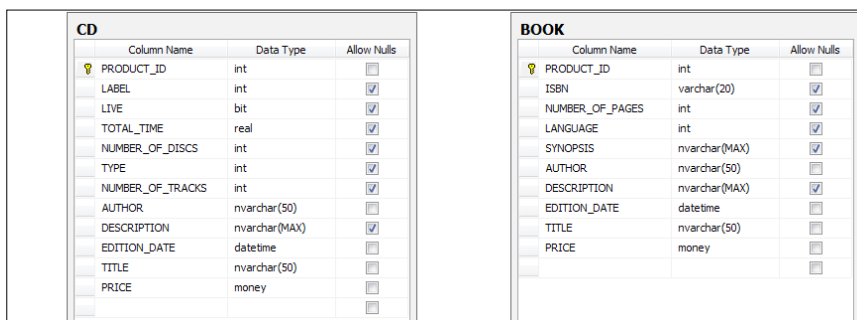 CD
Column Name Data Type Allow Nulls
PRODUCT_ID int
LABEL int
LIVE bit
TOTAL_TIME real
NUMBER_OF_DISCS int
TYPE int
NUMBER_OF_TRACKS int
AUTHOR nvarchar(50)
DESCRIPTION nvarchar(MAX)
EDITION_DATE datetime
TITLE nvarchar(50)
PRICE money
BOOK
Column Name Data Type Allow Nulls
PRODUCT_ID int
ISBN varchar(20)
NUMBER_OF_PAGES int
LANGUAGE int
SYNOPSIS nvarchar(MAX)
AUTHOR nvarchar(50)
DESCRIPTION nvarchar(MAX)
EDITION_DATE datetime
TITLE nvarchar(50)
PRICE money